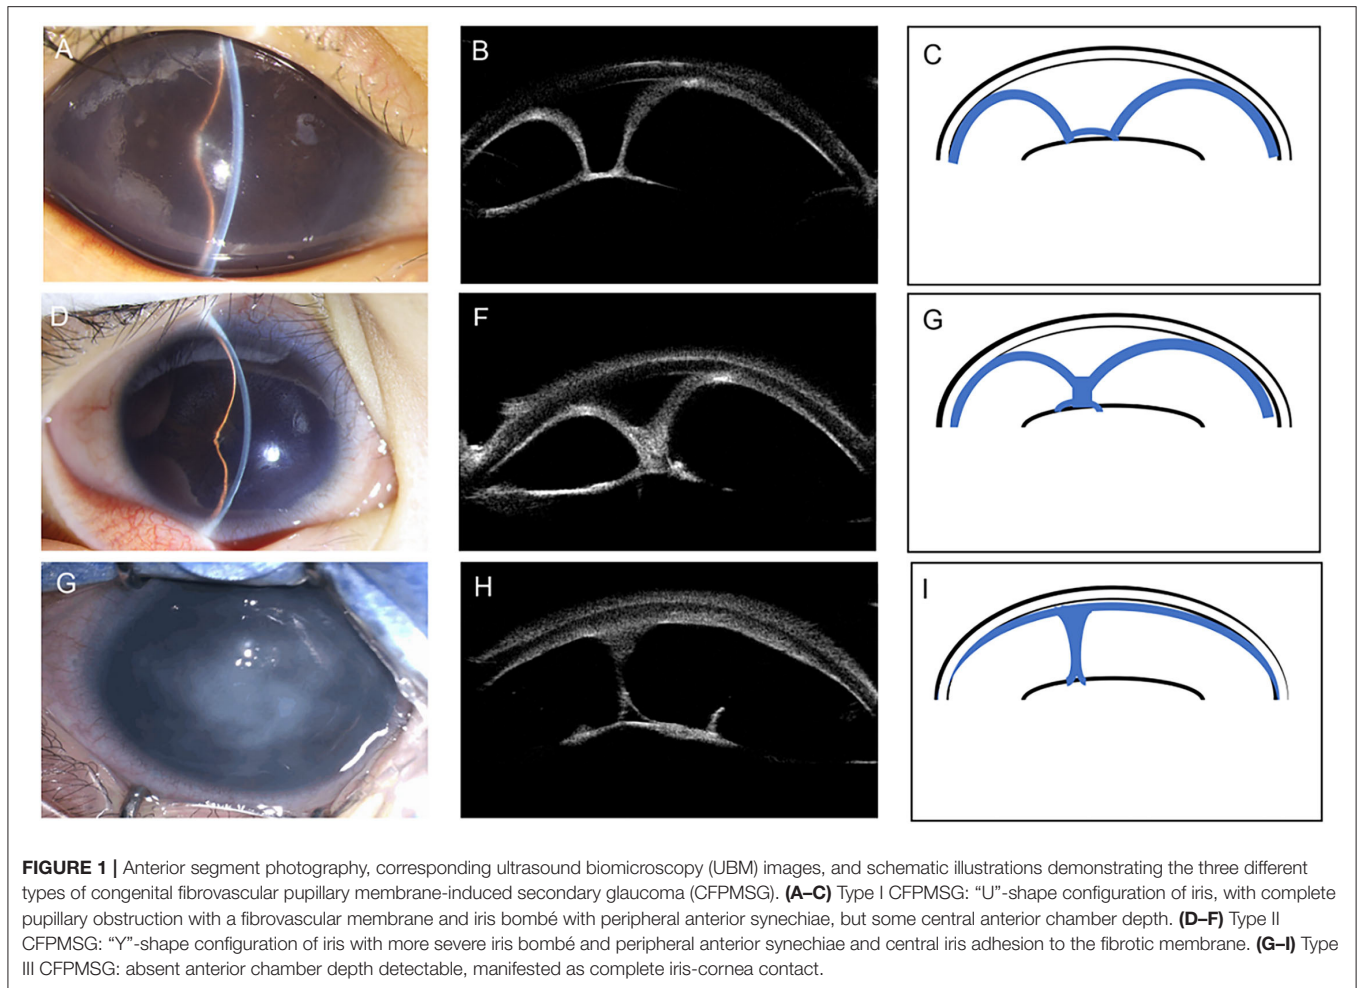 A
B
C
D
F
G
G
H
I
FIGURE 1 | Anterior segment photography, corresponding ultrasound biomicroscopy (UBM) images, and schematic illustrations demonstrating the three different
types of congenital fibrovascular pupillary membrane-induced secondary glaucoma (CFPMSG). (A–C) Type I CFPMSG: “U”-shape configuration of iris, with complete
pupillary obstruction with a fibrovascular membrane and iris bombé with peripheral anterior synechiae, but some central anterior chamber depth. (D–F) Type II
CFPMSG: “Y”-shape configuration of iris with more severe iris bombé and peripheral anterior synechiae and central iris adhesion to the fibrotic membrane. (G–I) Type
III CFPMSG: absent anterior chamber depth detectable, manifested as complete iris-cornea contact.